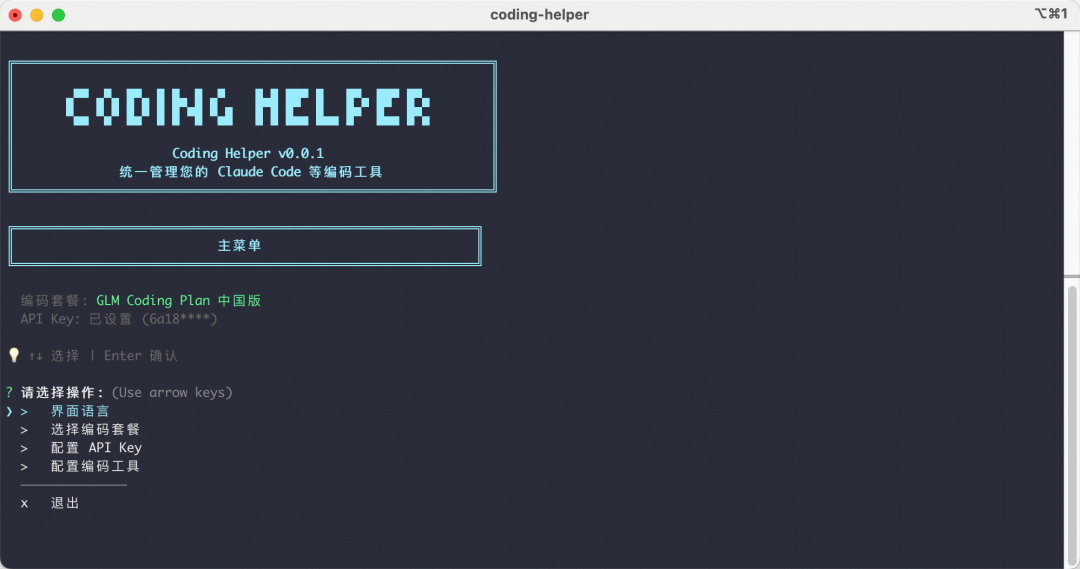 coding-helper
⌥⌘1
CODING HELPER
Coding Helper v0.0.1
统一管理您的 Claude Code 等编码工具
主菜单
编码套餐: GLM Coding Plan 中国版
API Key: 已设置 (6a18****)
💡 ↑↓ 选择 | Enter 确认
? 请选择操作: (Use arrow keys)
❯ > 界面语言
> 选择编码套餐
> 配置 API Key
> 配置编码工具
x 退出